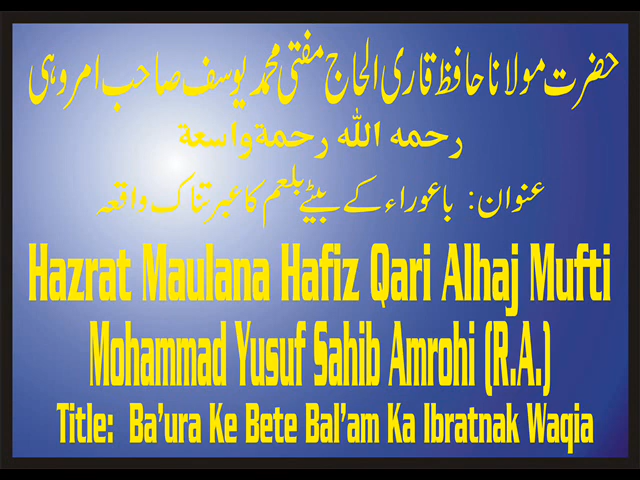 حضرت مولانا حافظ قاری الحاج مفتی محمد یوسف صاحب امروہی
رحمه الله رحمة واسعة
عنوان: باعوراء کے بیٹے بلعم کا عبرتناک واقعہ
Hazrat Maulana Hafiz Qari Alhaj Mufti
Mohammad Yusuf Sahib Amrohi (R.A.)
Title: Ba'ura Ke Bete Bal'am Ka Ibratnak Waqia